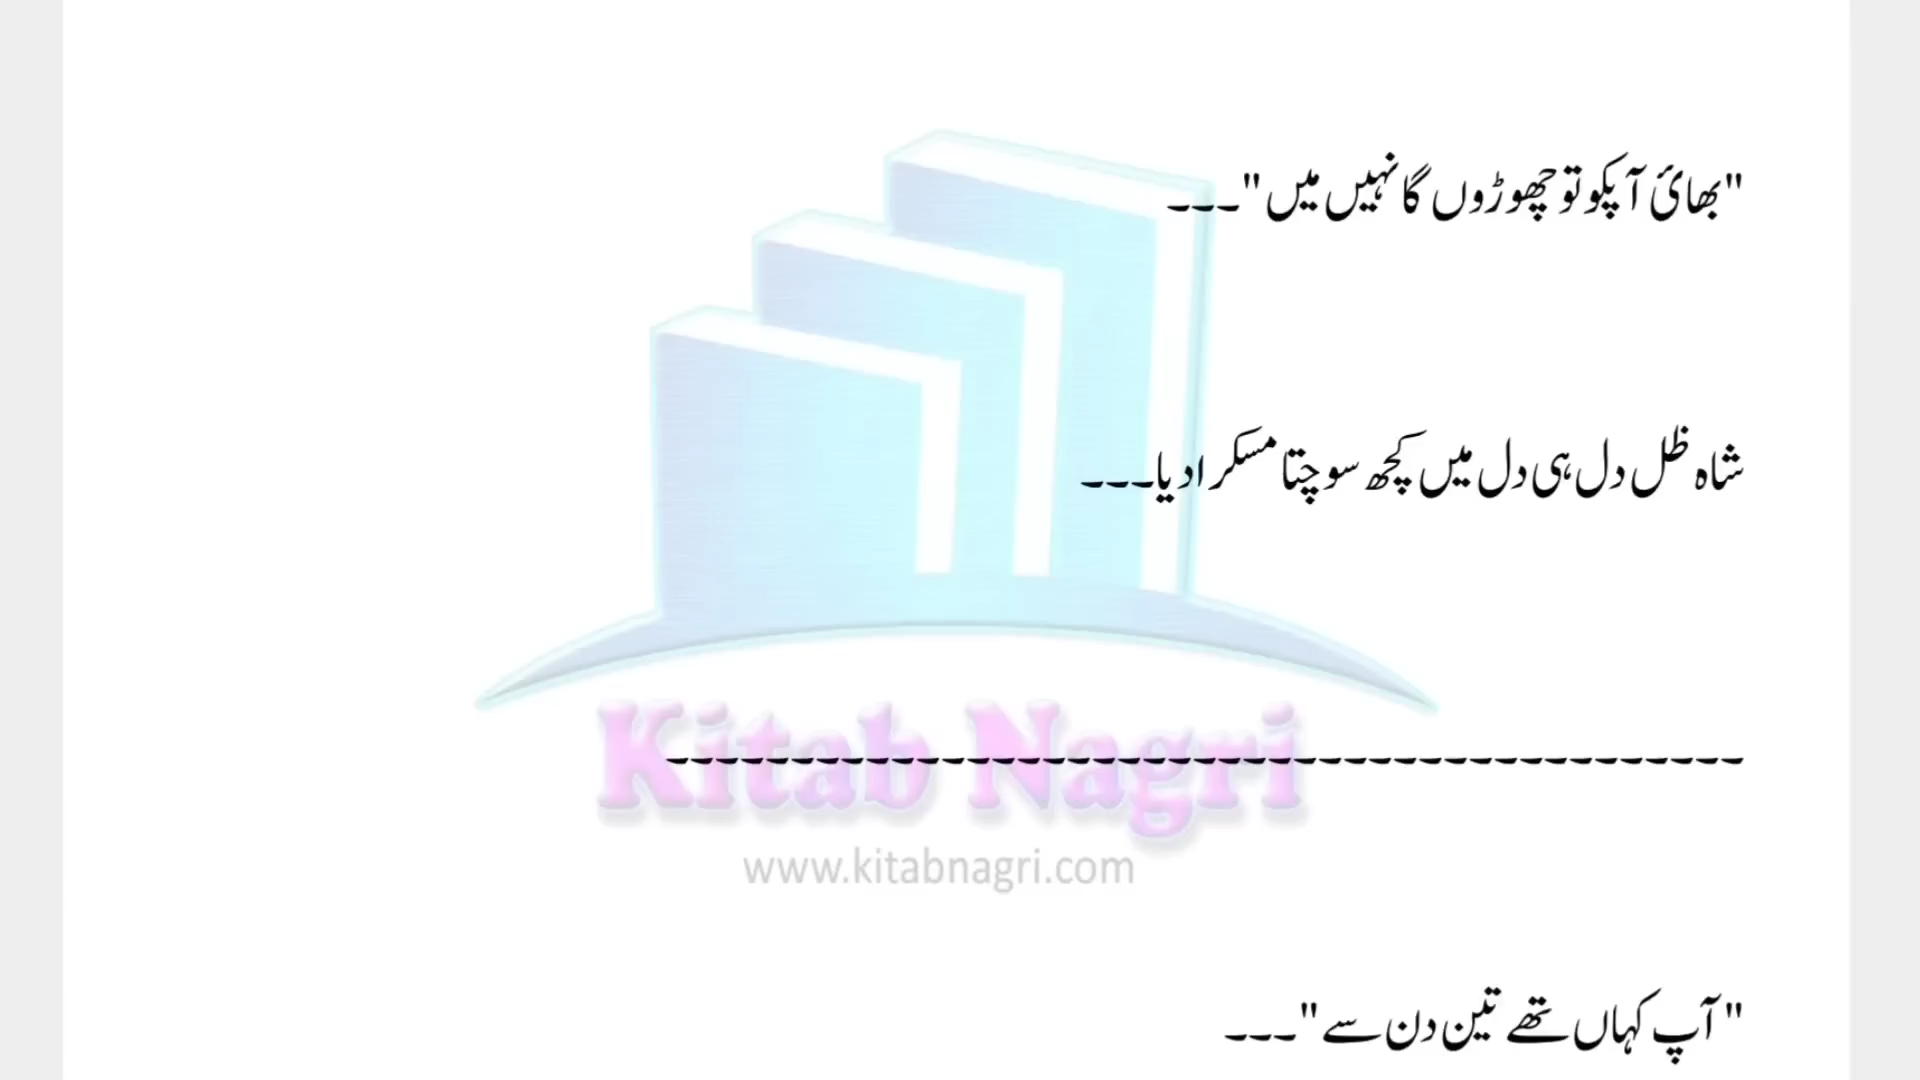 "بھائ آپکو تو چھوڑوں گا نہیں میں"۔۔۔
شاہ ظل دل ہی دل میں کچھ سوچتا مسکرا دیا۔۔۔
Kitab Nagri
۔۔۔۔۔۔۔۔۔۔۔۔۔۔۔۔۔۔۔۔۔۔۔۔۔۔۔۔۔۔۔۔۔۔۔۔۔۔۔۔۔۔۔
www.kitabnagri.com
"آپ کہاں تھے تین دن سے"۔۔۔